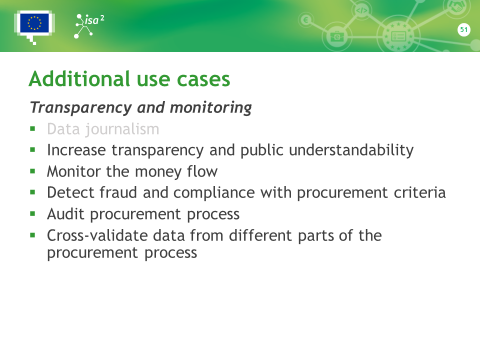 isa²
51
Additional use cases
Transparency and monitoring
Data journalism
Increase transparency and public understandability
Monitor the money flow
Detect fraud and compliance with procurement criteria
Audit procurement process
Cross-validate data from different parts of the
procurement process